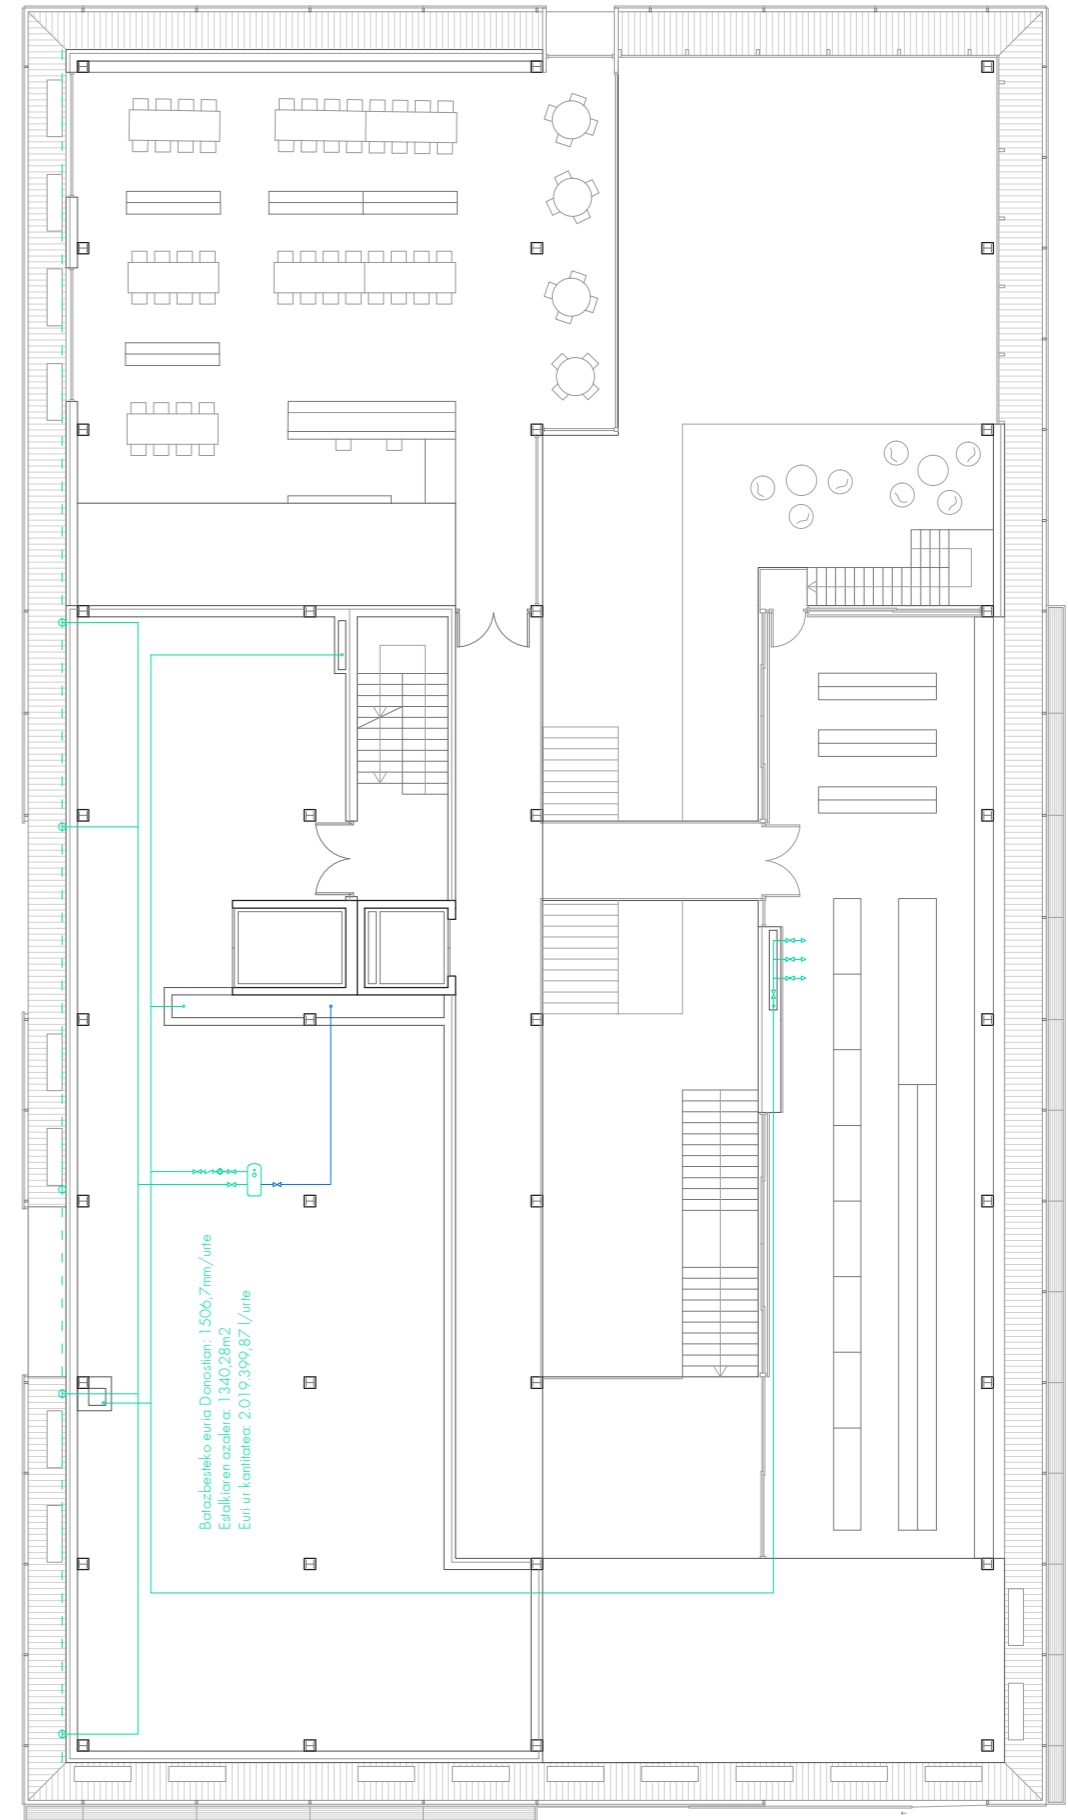 Batazbesteko euria Donostian: 1506,7mm/urte
Estalkiaren azalera: 1340,28m2
Euri ur kantitatea: 2.019.399,87 l/urte